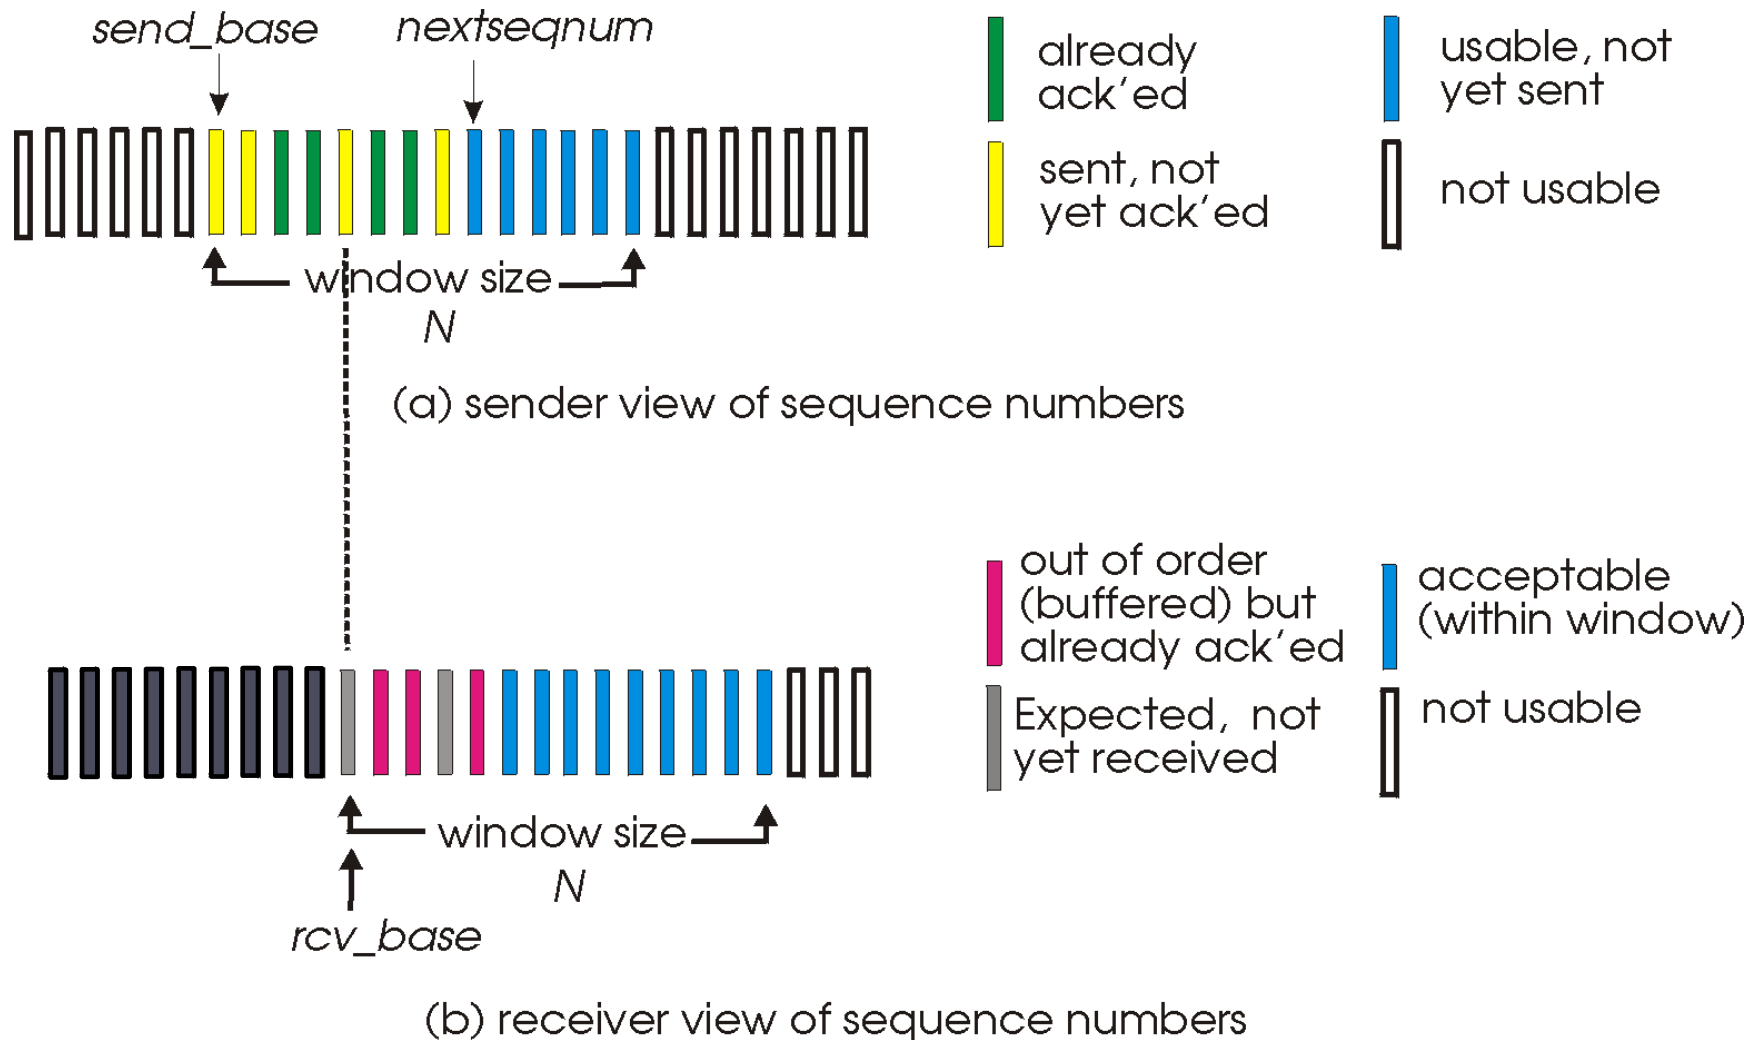 send_base
nextseqnum
already
ack'ed
usable, not
yet sent
sent, not
yet ack'ed
not usable
window size
N
(a) sender view of sequence numbers
out of order
(buffered) but
already ack'ed
acceptable
(within window)
Expected, not
yet received
not usable
window size
N
rcv_base
(b) receiver view of sequence numbers